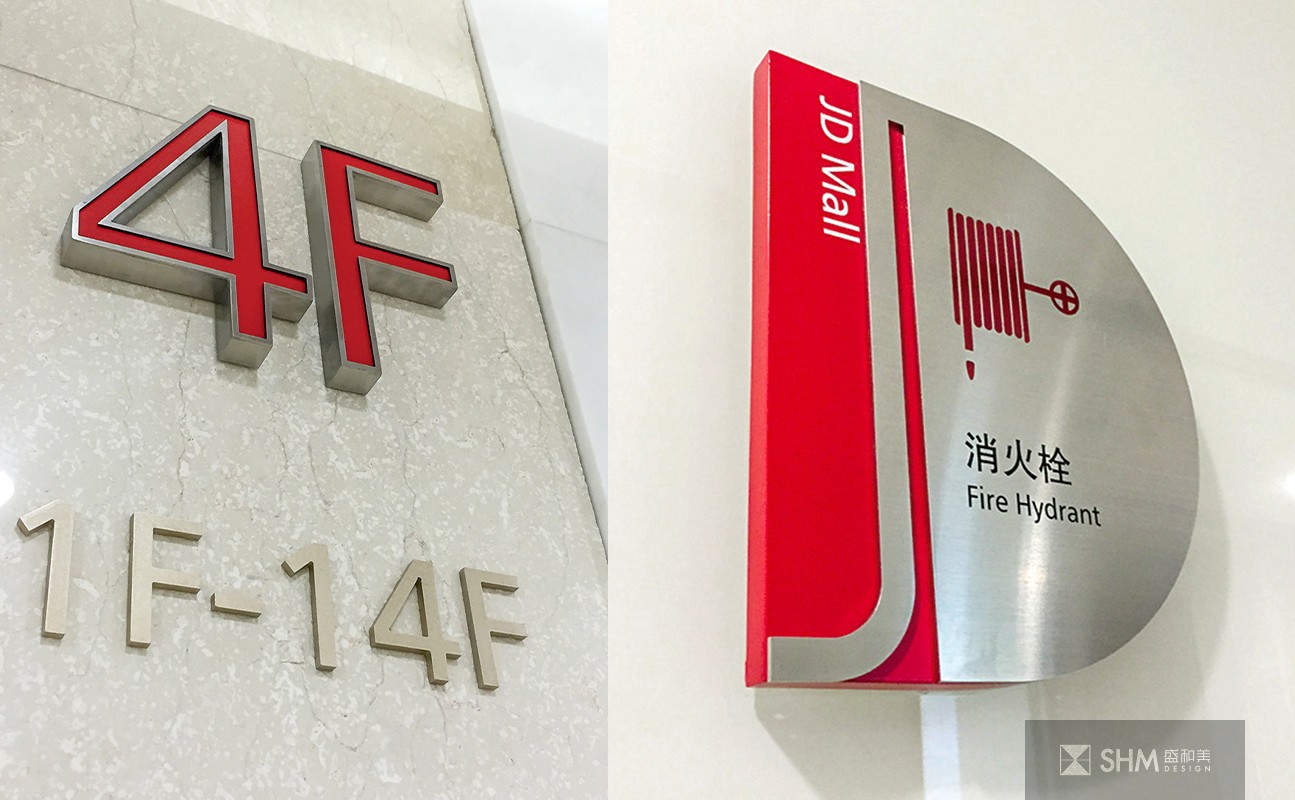 4F
1F-14F
JD Mall
消火栓
Fire Hydrant
SHM 盛和美
DESIGN